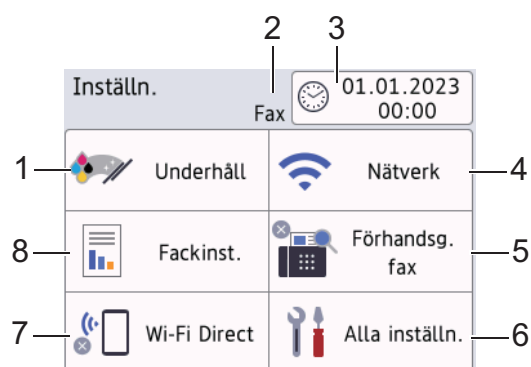 2 3
Inställn.
Fax
01.01.2023
00:00
1 Underhåll
Nätverk 4
8 Fackinst.
Förhandsg.
fax 5
7 Wi-Fi Direct
Alla inställn. 6